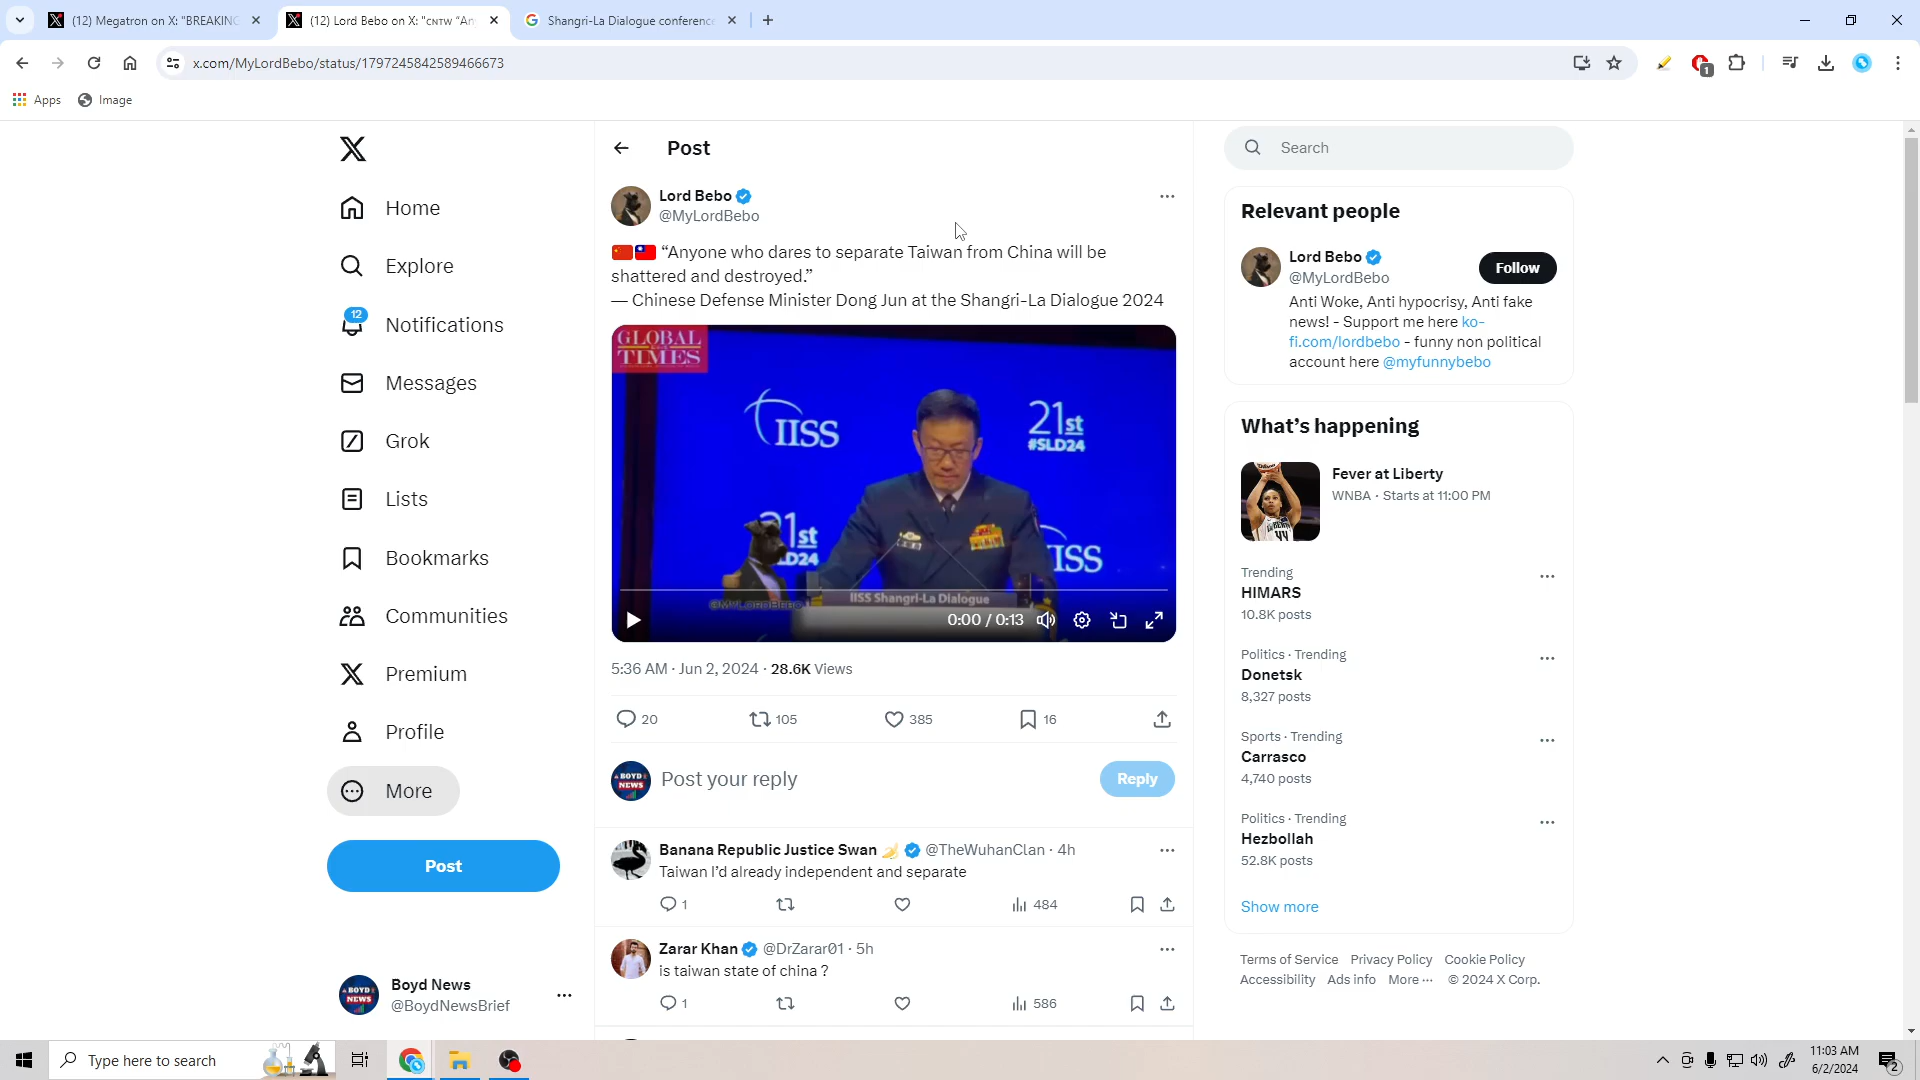 (12) Megatron on X: "BREAKING
(12) Lord Bebo on X: "ᴄɴᴛᴡ “An
Shangri-La Dialogue conference
x.com/MyLordBebo/status/1797245842589466673
1
Apps
Image
Home
Explore
12
Notifications
Messages
Grok
Lists
Bookmarks
Communities
Premium
Profile
More
Post
Boyd News
@BoydNewsBrief
Post
Lord Bebo
@MyLordBebo
“Anyone who dares to separate Taiwan from China will be
shattered and destroyed.”
— Chinese Defense Minister Dong Jun at the Shangri-La Dialogue 2024
GLOBAL
TIMES
IISS
21st
#SLD24
21st
LD24
IISS
IISS Shangri-La Dialogue
@MYLORDBEBO
0:00 / 0:13
5:36 AM · Jun 2, 2024 · 28.6K Views
20
105
385
16
BOYD
NEWS
Post your reply
Reply
Banana Republic Justice Swan @TheWuhanClan · 4h
Taiwan I’d already independent and separate
1
484
Zarar Khan @DrZarar01 · 5h
is taiwan state of china ?
1
586
Search
Relevant people
Lord Bebo
@MyLordBebo
Follow
Anti Woke, Anti hypocrisy, Anti fake
news! - Support me here ko-
fi.com/lordbebo - funny non political
account here @myfunnybebo
What’s happening
Fever at Liberty
WNBA · Starts at 11:00 PM
Trending
HIMARS
10.8K posts
Politics · Trending
Donetsk
8,327 posts
Sports · Trending
Carrasco
4,740 posts
Politics · Trending
Hezbollah
52.8K posts
Show more
Terms of Service Privacy Policy Cookie Policy
Accessibility Ads info More ··· © 2024 X Corp.
BOYD
NEWS
Type here to search
11:03 AM
6/2/2024
2